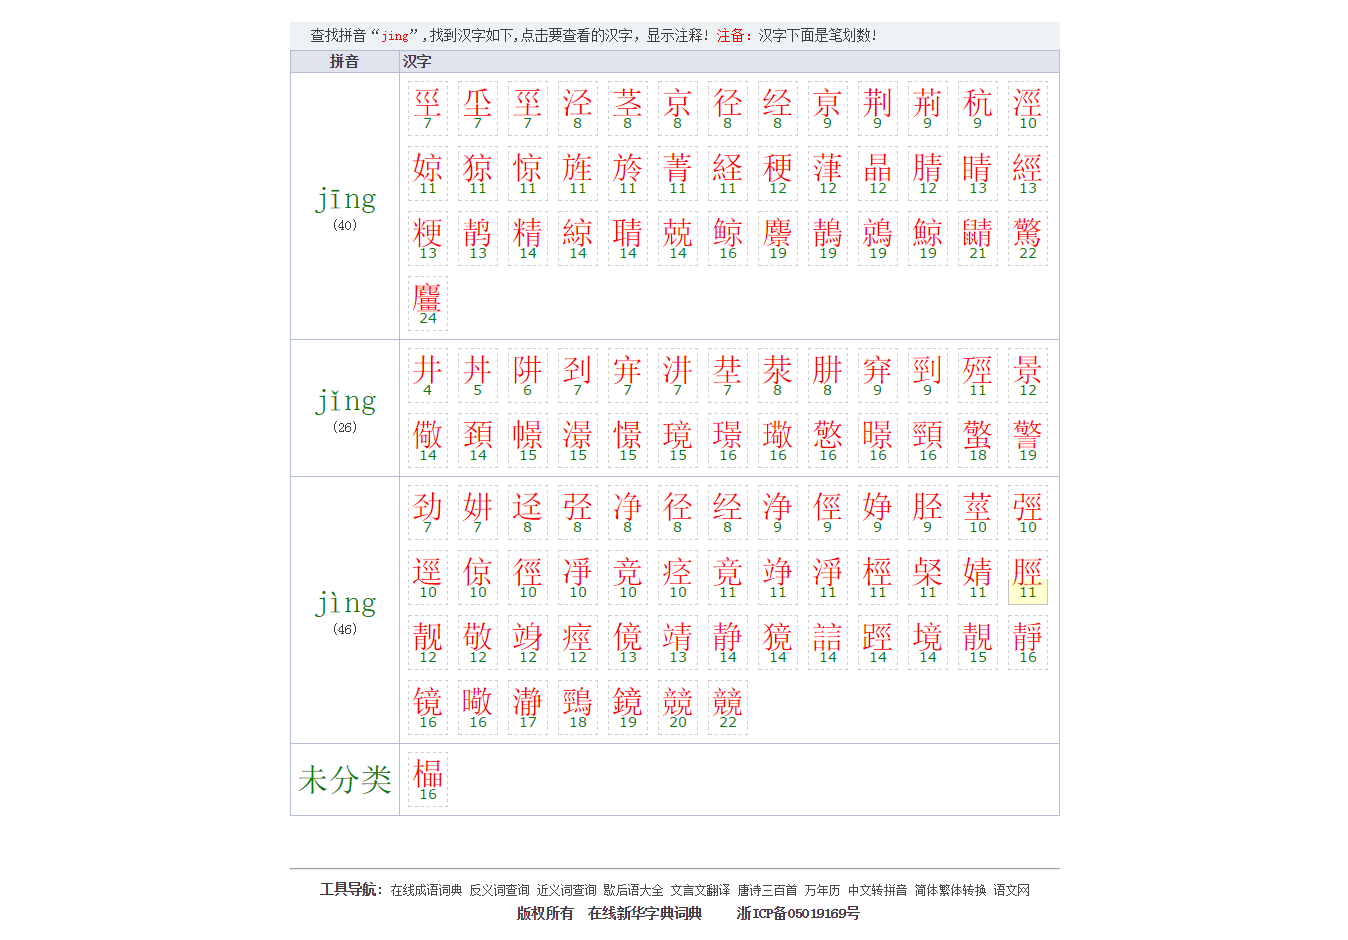 查找拼音“jing”,找到汉字如下,点击要查看的汉字，显示注释! 注备：汉字下面是笔划数!
拼音 汉字
jīng
(40)
坕 坙 巠 泾 茎 京 径 经 亰 荆 荊 秔 涇
7 7 7 8 8 8 8 8 9 9 9 9 10
婛 猄 惊 旌 旍 菁 経 稉 葏 晶 腈 睛 經
11 11 11 11 11 11 11 12 12 12 12 13 13
粳 鹒 精 綡 聙 兢 鲸 麖 鶄 鶁 鯨 鼱 驚
13 13 14 14 14 14 16 19 19 19 19 21 22
麠
24
jǐng
(26)
井 丼 阱 刭 宑 汫 坓 汬 肼 穽 剄 殌 景
4 5 6 7 7 7 7 8 8 9 9 11 12
儆 頚 幜 澋 憬 璄 璟 璥 憼 暻 頸 蟼 警
14 14 15 15 15 15 16 16 16 16 16 18 19
jìng
(46)
劲 妌 迳 弪 净 径 经 浄 俓 婙 胫 莖 弳
7 7 8 8 8 8 8 9 9 9 9 10 10
逕 倞 徑 凈 竞 痉 竟 竫 淨 桱 梷 婧 脛
10 10 10 10 10 10 11 11 11 11 11 11 11
靓 敬 竧 痙 傹 靖 静 獍 誩 踁 境 靚 靜
12 12 12 12 13 13 14 14 14 14 14 15 16
镜 曔 瀞 鵛 鏡 競 競
16 16 17 18 19 20 22
未分类
橸
16
工具导航：在线成语词典 反义词查询 近义词查询 歇后语大全 文言文翻译 唐诗三百首 万年历 中文转拼音 简体繁体转换 语文网
版权所有 在线新华字典词典 浙ICP备05019169号